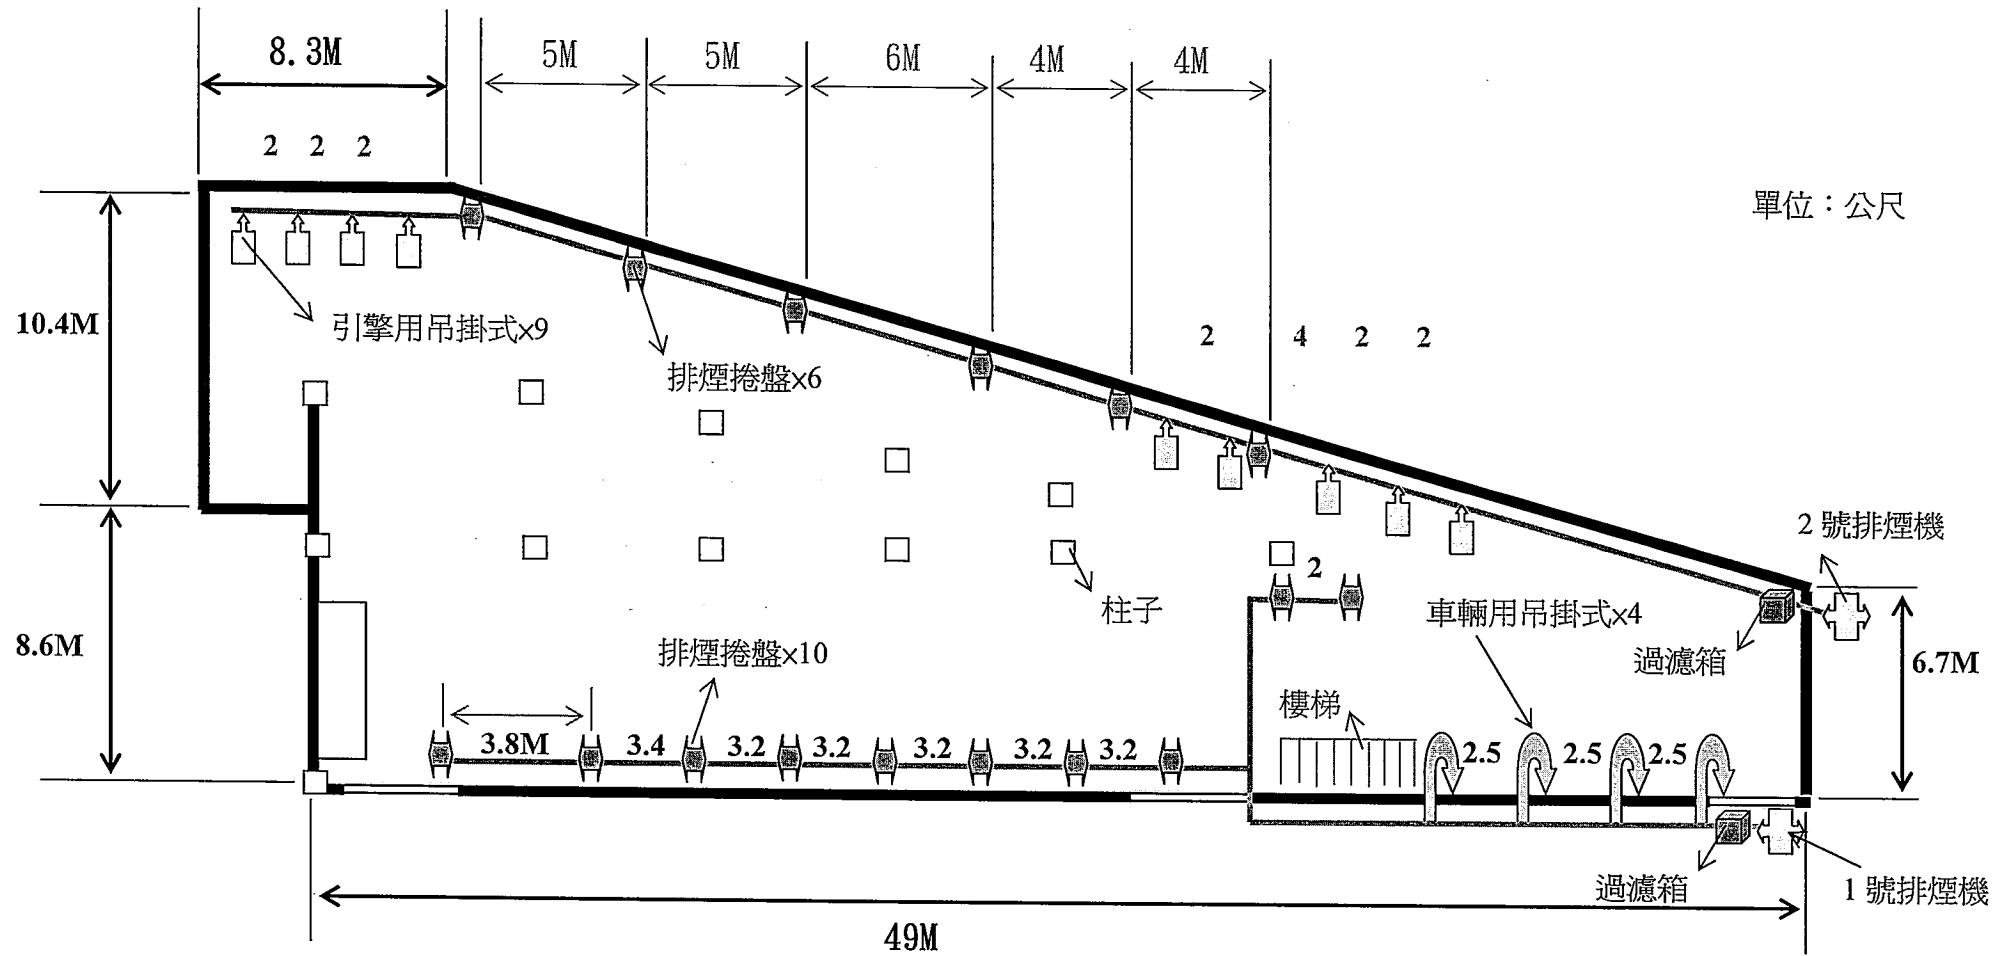 8.3M
5M
5M
6M
4M
4M
2 2 2
單位：公尺
10.4M
引擎用吊掛式×9
2 4 2 2
排煙捲盤×6
2 號排煙機
2
柱子
車輛用吊掛式×4
8.6M
排煙捲盤×10
過濾箱
6.7M
樓梯
3.8M
3.4
3.2
3.2
3.2
3.2
3.2
2.5
2.5
2.5
過濾箱
1 號排煙機
49M